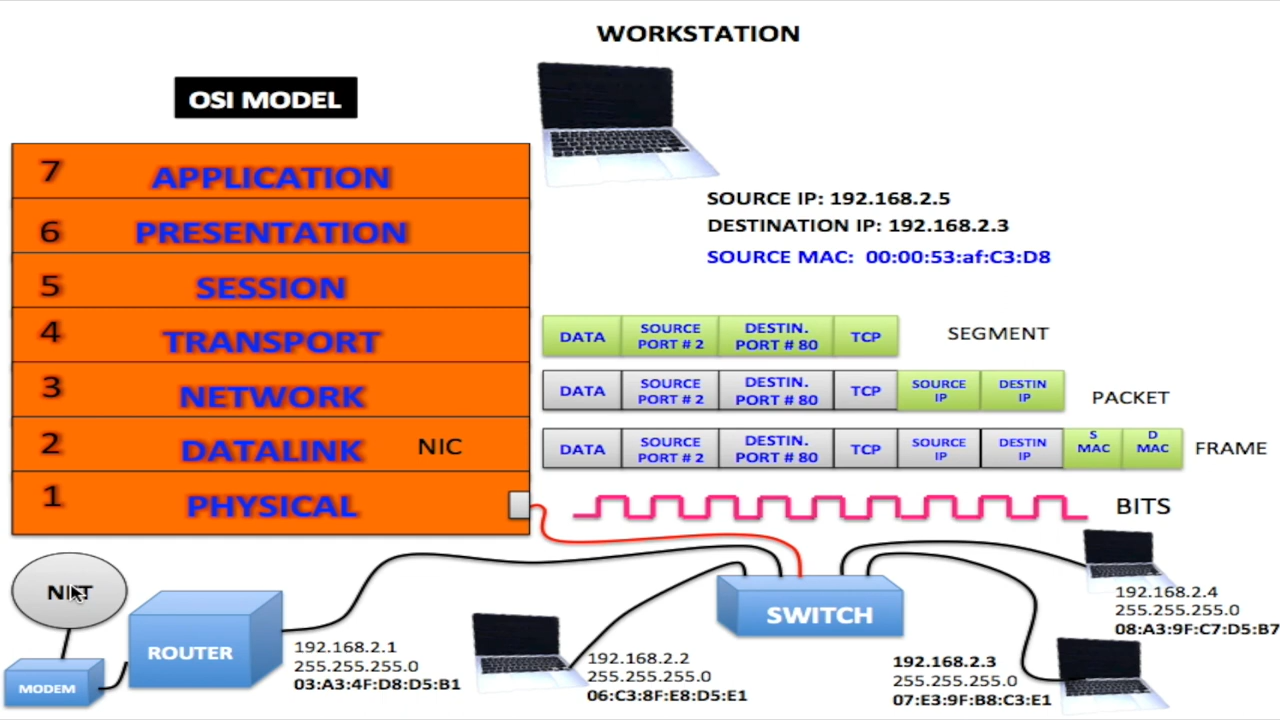 WORKSTATION
OSI MODEL
7 APPLICATION
6 PRESENTATION
5 SESSION
4 TRANSPORT
3 NETWORK
2 DATALINK NIC
1 PHYSICAL
SOURCE IP: 192.168.2.5
DESTINATION IP: 192.168.2.3
SOURCE MAC: 00:00:53:af:C3:D8
DATA SOURCE PORT # 2 DESTIN. PORT # 80 TCP SEGMENT
DATA SOURCE PORT # 2 DESTIN. PORT # 80 TCP SOURCE IP DESTIN IP PACKET
DATA SOURCE PORT # 2 DESTIN. PORT # 80 TCP SOURCE IP DESTIN IP S MAC D MAC FRAME
BITS
NET
MODEM
ROUTER
192.168.2.1
255.255.255.0
03:A3:4F:D8:D5:B1
192.168.2.2
255.255.255.0
06:C3:8F:E8:D5:E1
SWITCH
192.168.2.3
255.255.255.0
07:E3:9F:B8:C3:E1
192.168.2.4
255.255.255.0
08:A3:9F:C7:D5:B7